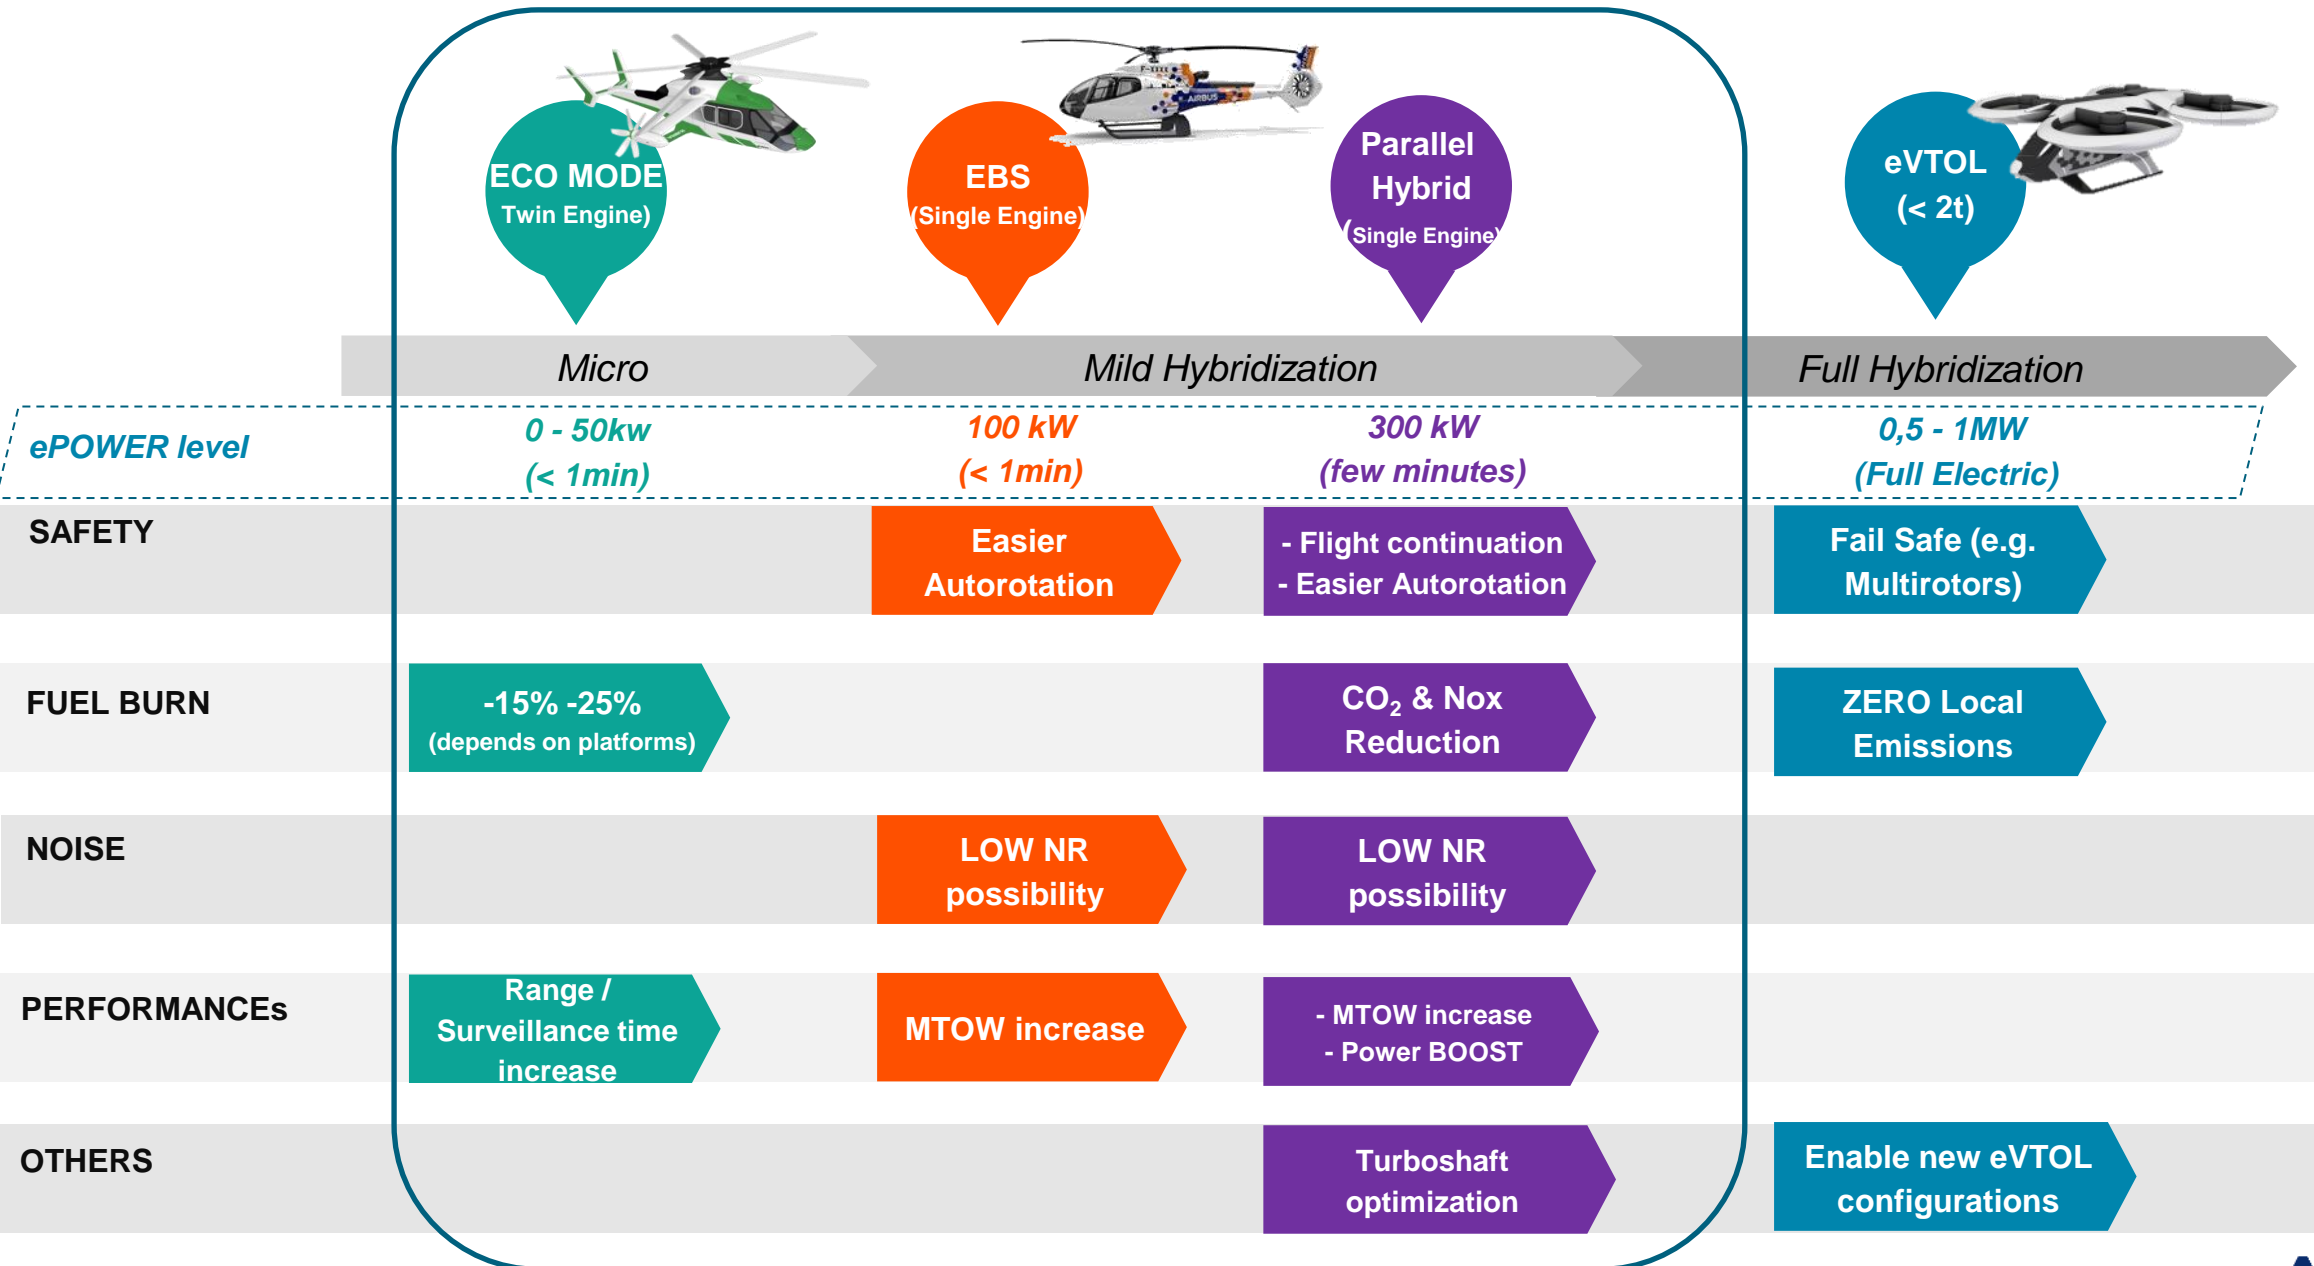 ECO MODE
Twin Engine)
EBS
(Single Engine)
Parallel
Hybrid
(Single Engine)
eVTOL
(< 2t)
AIRBUS
Micro
Mild Hybridization
Full Hybridization
ePOWER level
0 - 50kw
(< 1min)
100 kW
(< 1min)
300 kW
(few minutes)
0,5 - 1MW
(Full Electric)
SAFETY
Easier
Autorotation
- Flight continuation
- Easier Autorotation
Fail Safe (e.g.
Multirotors)
FUEL BURN
-15% -25%
(depends on platforms)
CO₂ & Nox
Reduction
ZERO Local
Emissions
NOISE
LOW NR
possibility
LOW NR
possibility
PERFORMANCEs
Range /
Surveillance time
increase
MTOW increase
- MTOW increase
- Power BOOST
OTHERS
Turboshaft
optimization
Enable new eVTOL
configurations